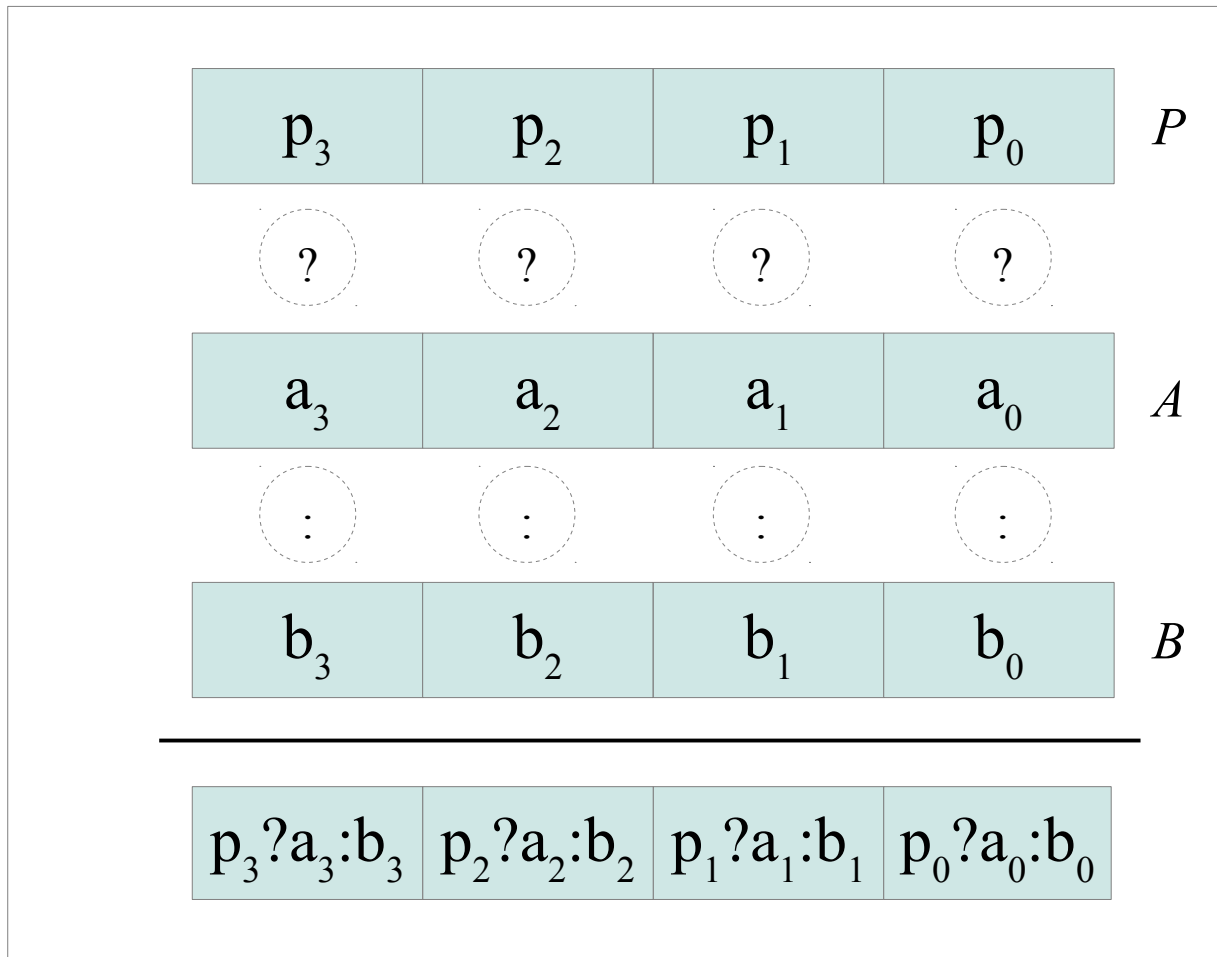 p₃ p₂ p₁ p₀ P
? ? ? ?
a₃ a₂ a₁ a₀ A
: : : :
b₃ b₂ b₁ b₀ B
p₃?a₃:b₃ p₂?a₂:b₂ p₁?a₁:b₁ p₀?a₀:b₀